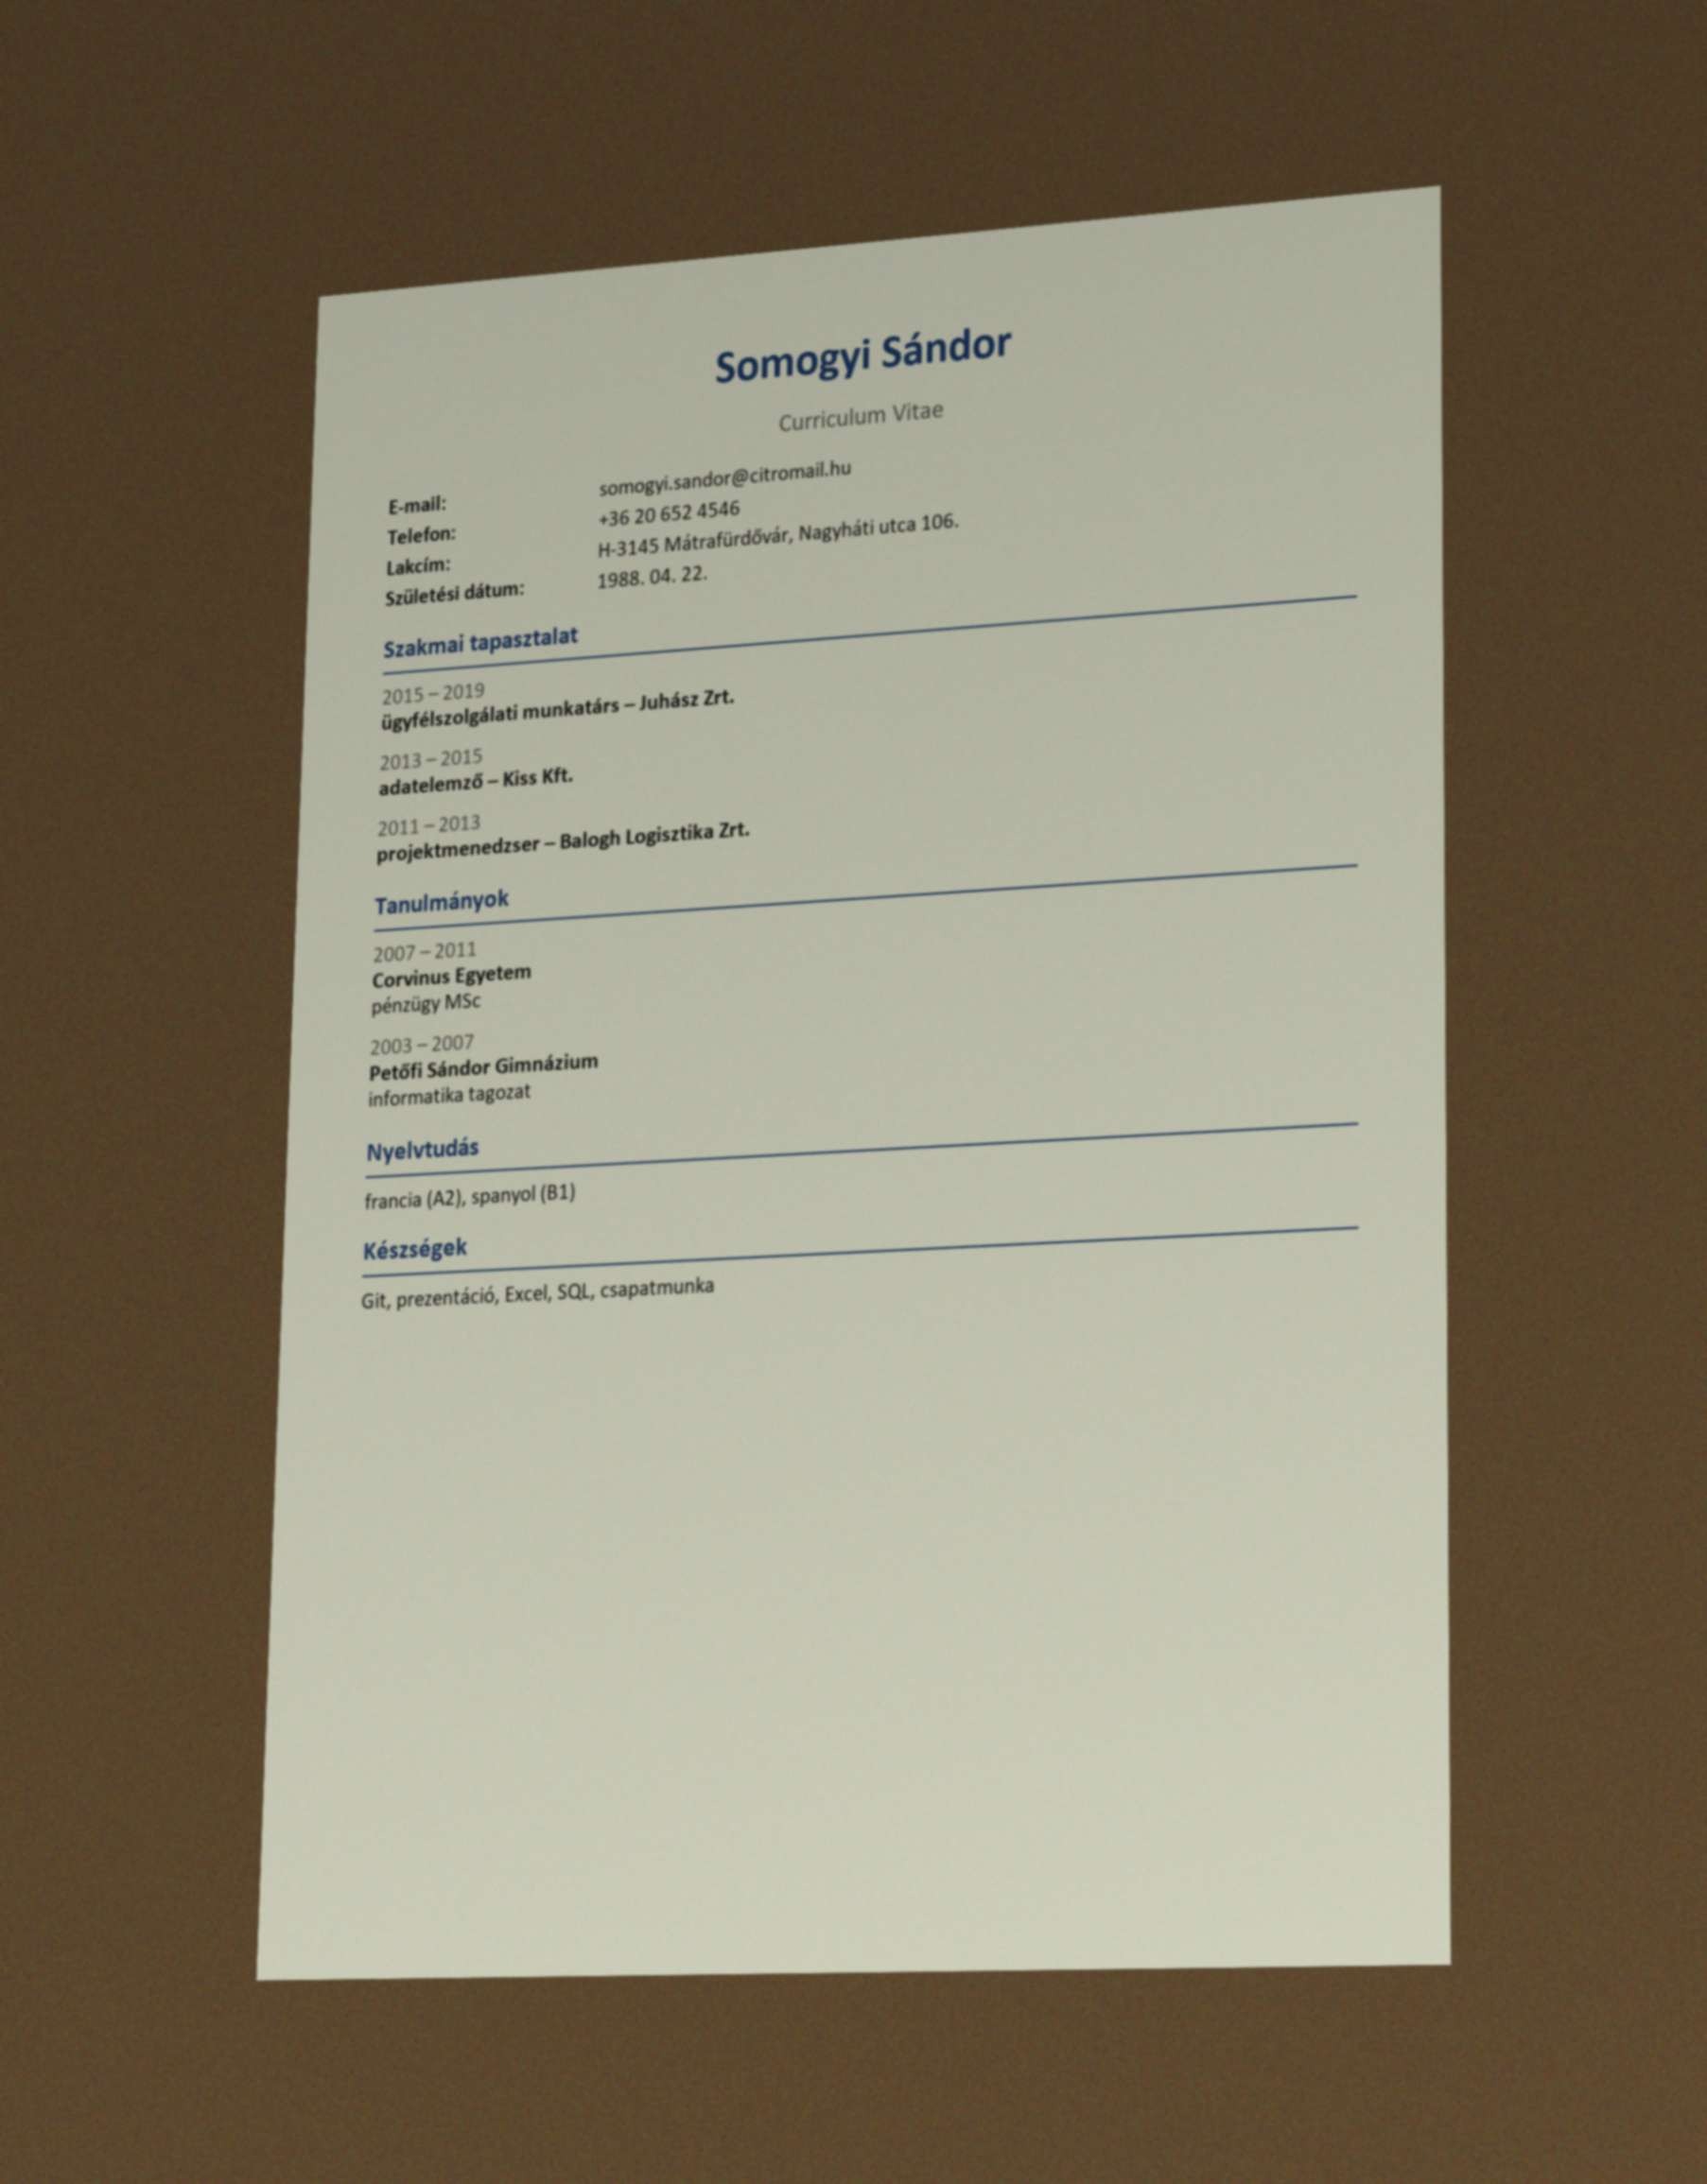 Somogyi Sándor
Curriculum Vitae
E-mail: somogyi.sandor@citromail.hu
Telefon: +36 20 652 4546
Lakcím: H-3145 Mátrafürdővár, Nagyháti utca 106.
Születési dátum: 1988. 04. 22.
Szakmai tapasztalat
2015 – 2019
ügyfélszolgálati munkatárs – Juhász Zrt.
2013 – 2015
adatelemző – Kiss Kft.
2011 – 2013
projektmenedzser – Balogh Logisztika Zrt.
Tanulmányok
2007 – 2011
Corvinus Egyetem
pénzügy MSc
2003 – 2007
Petőfi Sándor Gimnázium
informatika tagozat
Nyelvtudás
francia (A2), spanyol (B1)
Készségek
Git, prezentáció, Excel, SQL, csapatmunka